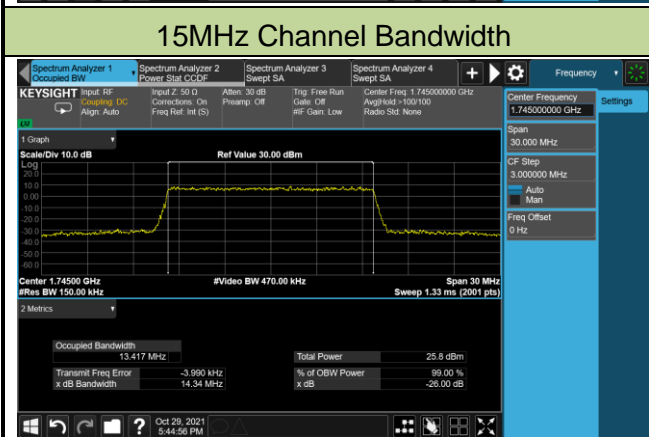 15MHz Channel Bandwidth
Spectrum Analyzer 1
Occupied BW
Spectrum Analyzer 2
Power Stat CCDF
Spectrum Analyzer 3
Swept SA
Spectrum Analyzer 4
Swept SA
+
Frequency
KEYSIGHT
Input: RF
Coupling: DC
Align: Auto
Input Z: 50 Ω
Corrections: On
Freq Ref: Int (S)
Atten: 30 dB
Preamp: Off
Trig: Free Run
Gate: Off
#IF Gain: Low
Center Freq: 1.745000000 GHz
Avg|Hold:>100/100
Radio Std: None
LV
Center Frequency
1.745000000 GHz
Settings
Span
30.000 MHz
CF Step
3.000000 MHz
Auto
Man
Freq Offset
0 Hz
1 Graph
Scale/Div 10.0 dB
Ref Value 30.00 dBm
Log
20.0
10.0
0.00
-10.0
-20.0
-30.0
-40.0
-50.0
-60.0
Center 1.74500 GHz
#Video BW 470.00 kHz
Span 30 MHz
#Res BW 150.00 kHz
Sweep 1.33 ms (2001 pts)
2 Metrics
Occupied Bandwidth
13.417 MHz
Total Power 25.8 dBm
Transmit Freq Error -3.990 kHz
% of OBW Power 99.00 %
x dB Bandwidth 14.34 MHz
x dB -26.00 dB
?
Oct 29, 2021
5:44:56 PM